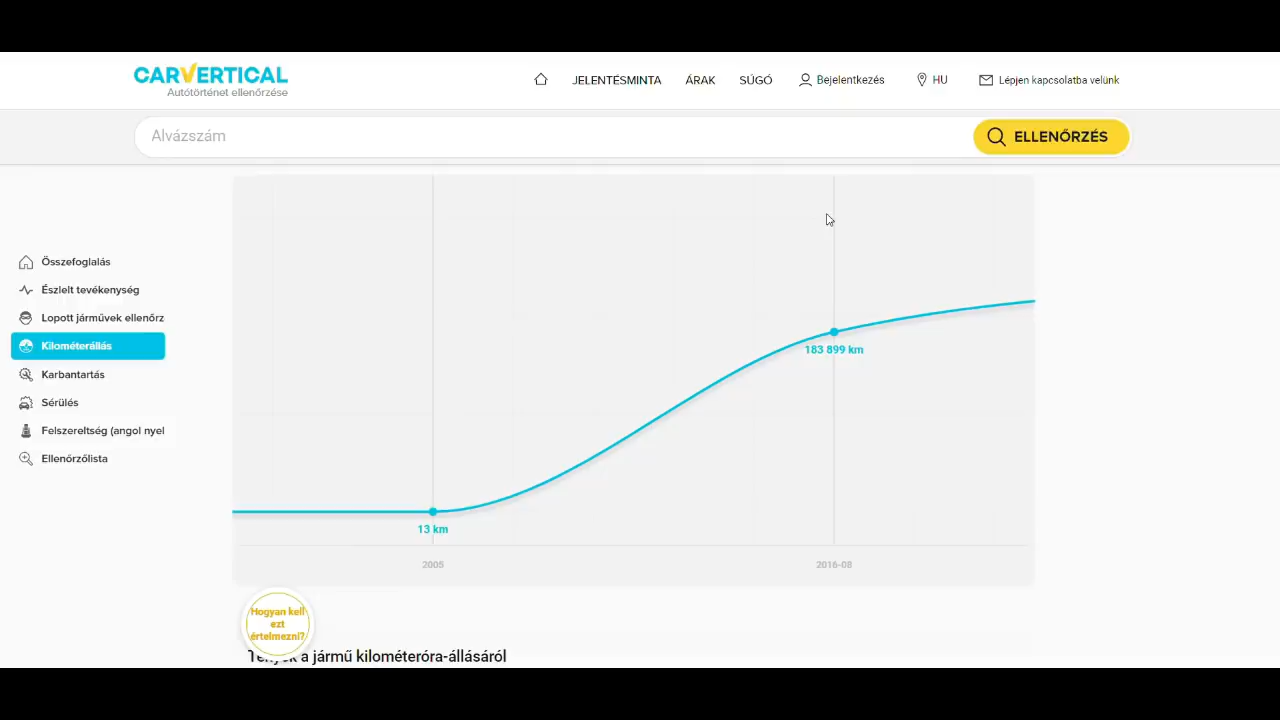 CARVERTICAL
Autótörténet ellenőrzése
JELENTÉSMINTA
ÁRAK
SÚGÓ
Bejelentkezés
HU
Lépjen kapcsolatba velünk
Alvázszám
ELLENŐRZÉS
Összefoglalás
Észlelt tevékenység
Lopott járművek ellenőrz
Kilométerállás
Karbantartás
Sérülés
Felszereltség (angol nyel
Ellenőrzőlista
183 899 km
13 km
2005
2016-08
Hogyan kell
ezt
értelmezni?
Tények a jármű kilométeróra-állásáról